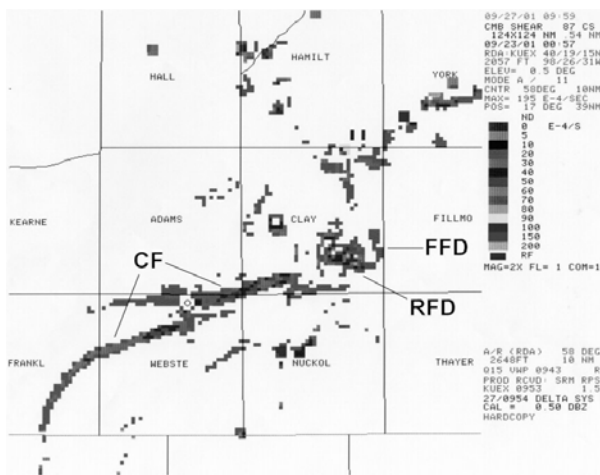 HALL
HAMILT
YORK
KEARNE
ADAMS
CLAY
FILLMO
CF
FFD
RFD
FRANKL
WEBSTE
NUCKOL
THAYER
09/27/01 09:59
CMB SHEAR 87 CS
124X124 NM .54 NM
09/23/01 00:57
RDA:KUEX 40/19/15N
2057 FT 98/26/31W
ELEV= 0.5 DEG
MODE A / 11
CNTR 58DEG 10NM
MAX= 195 E-4/SEC
POS= 17 DEG 39NM
ND
0 E-4/S
5
10
20
30
40
50
60
70
80
90
100
150
200
RF
MAG=2X FL= 1 COM=1
A/R (RDA) 58 DEG
2648FT 10 NM
Q15 VWP 0943 R
PROD RCVD: SRM RPS
KUEX 0953 1.5
27/0954 DELTA SYS
CAL = 0.50 DBZ
HARDCOPY